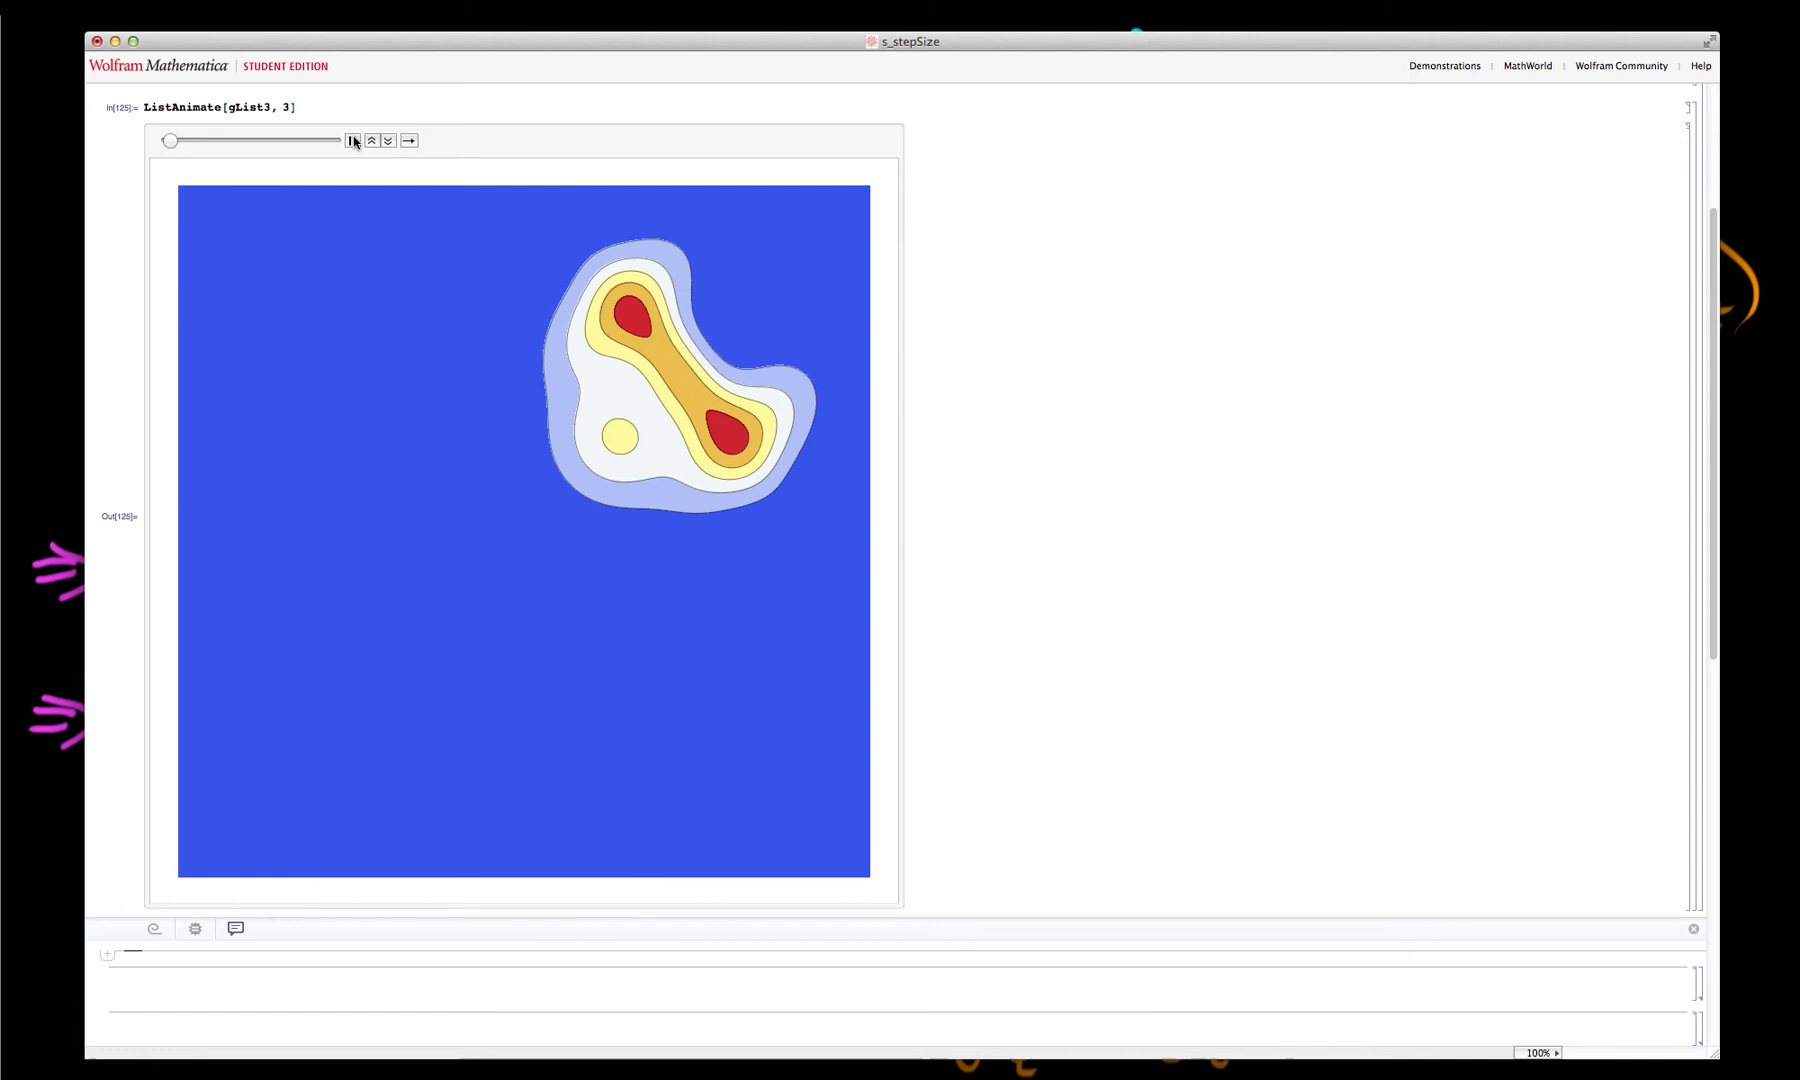 s_stepSize
Wolfram Mathematica | STUDENT EDITION
Demonstrations | MathWorld | Wolfram Community | Help
In[125]:= ListAnimate[gList3, 3]
Out[125]=
100%